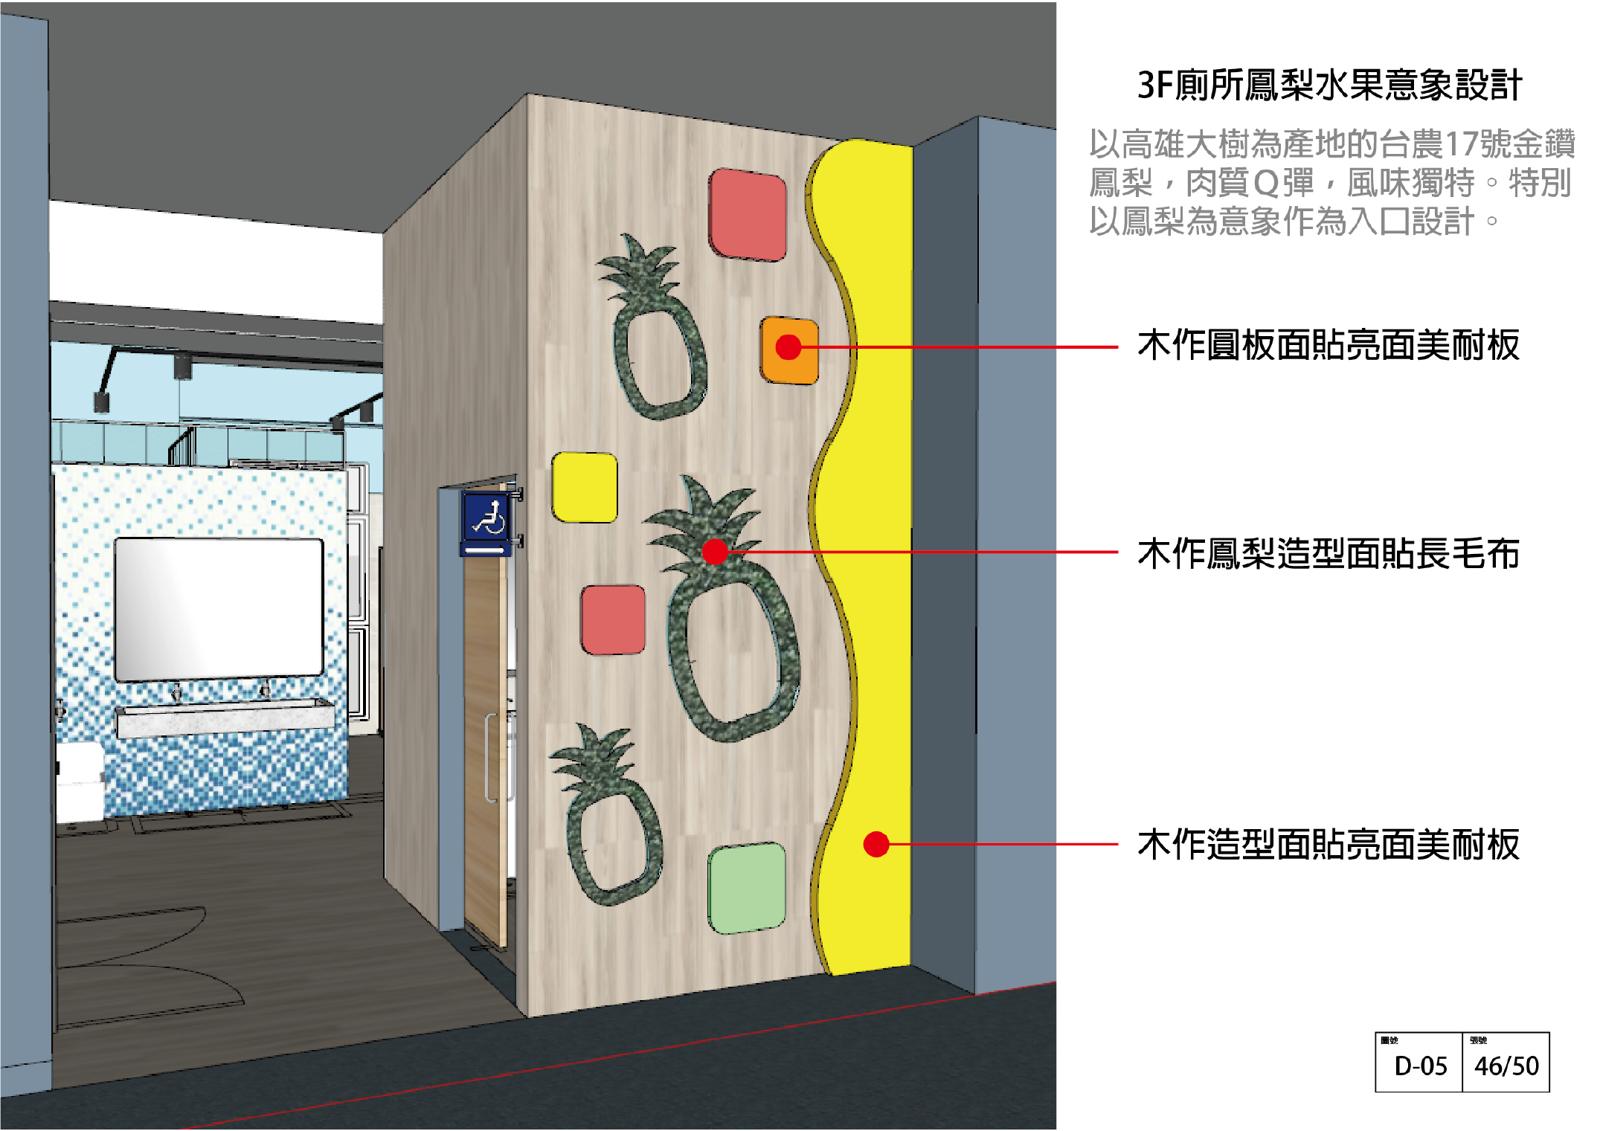 3F廁所鳳梨水果意象設計
以高雄大樹為產地的台農17號金鑽
鳳梨，肉質Q彈，風味獨特。特別
以鳳梨為意象作為入口設計。
木作圓板面貼亮面美耐板
木作鳳梨造型面貼長毛布
木作造型面貼亮面美耐板
圖號
張號
D-05
46/50